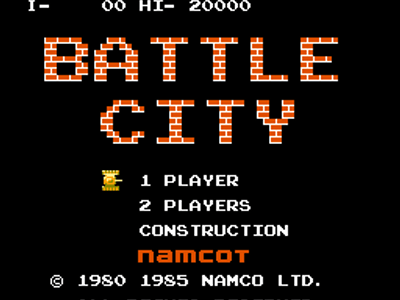 I-     00 HI- 20000
BATTLE
CITY
1 PLAYER
2 PLAYERS
CONSTRUCTION
namcot
© 1980 1985 NAMCO LTD.